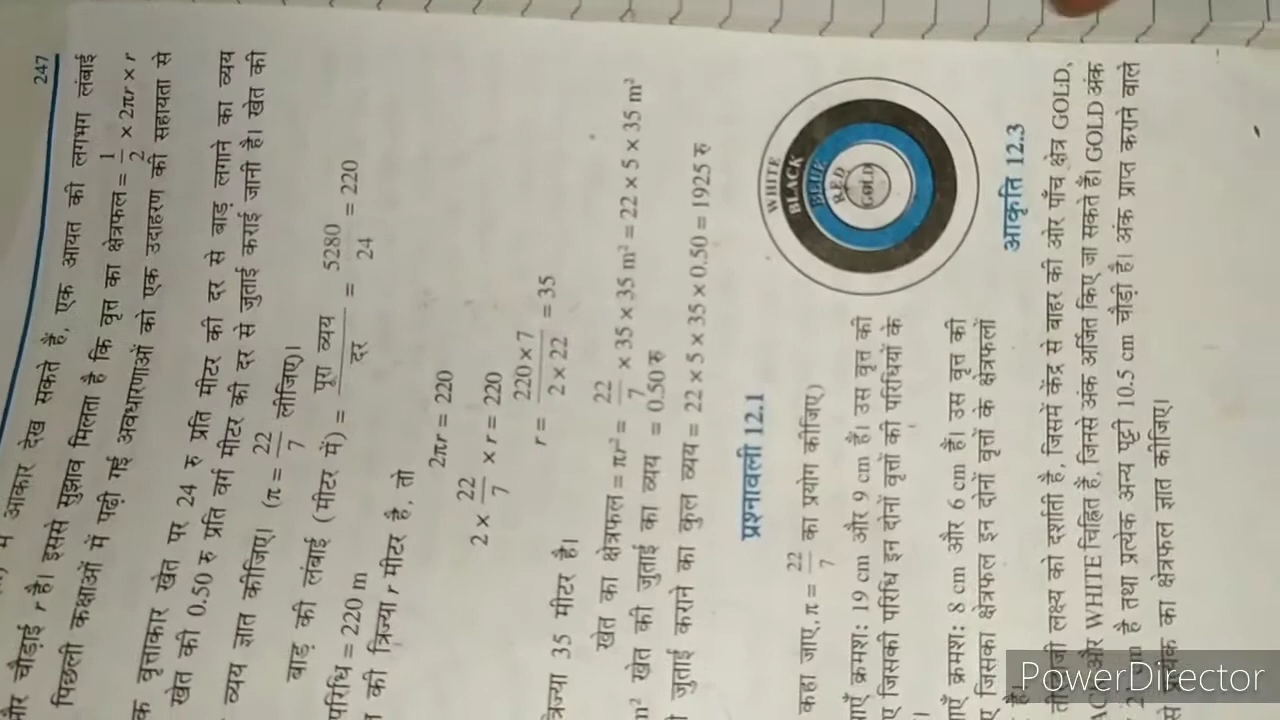 247
में आकार देख सकते हैं, एक आयत की लगभग लंबाई
और चौड़ाई r है। इससे सुझाव मिलता है कि वृत्त का क्षेत्रफल = 1/2 × 2πr × r
पिछली कक्षाओं में पढ़ी गई अवधारणाओं को एक उदाहरण की सहायता से
वृत्ताकार खेत पर 24 रु प्रति मीटर की दर से बाड़ लगाने का व्यय
खेत की 0.50 रु प्रति वर्ग मीटर की दर से जुताई कराई जानी है। खेत की
व्यय ज्ञात कीजिए। (π = 22/7 लीजिए)।
बाड़ की लंबाई (मीटर में) = पूरा व्यय/दर = 5280/24 = 220
परिधि = 220 m
की त्रिज्या r मीटर है, तो
2πr = 220
2 × 22/7 × r = 220
r = 220 × 7/2 × 22 = 35
त्रिज्या 35 मीटर है।
खेत का क्षेत्रफल = πr² = 22/7 × 35 × 35 m² = 22 × 5 × 35 m²
m² खेत की जुताई का व्यय = 0.50 रु
जुताई कराने का कुल व्यय = 22 × 5 × 35 × 0.50 = 1925 रु
प्रश्नावली 12.1
कहा जाए, π = 22/7 का प्रयोग कीजिए)
क्रमश: 19 cm और 9 cm हैं। उस वृत्त की
जिसकी परिधि इन दोनों वृत्तों की परिधियों के
क्रमश: 8 cm और 6 cm हैं। उस वृत्त की
जिसका क्षेत्रफल इन दोनों वृत्तों के क्षेत्रफलों
है।
WHITE
BLACK
BLUE
RED
GOLD
आकृति 12.3
लक्ष्य को दर्शाती है, जिसमें केंद्र से बाहर की ओर पाँच क्षेत्र GOLD,
और WHITE चिह्नित हैं, जिनसे अंक अर्जित किए जा सकते हैं। GOLD अंक
है तथा प्रत्येक अन्य पट्टी 10.5 cm चौड़ी है। अंक प्राप्त कराने वाले
प्रत्येक का क्षेत्रफल ज्ञात कीजिए।
PowerDirector